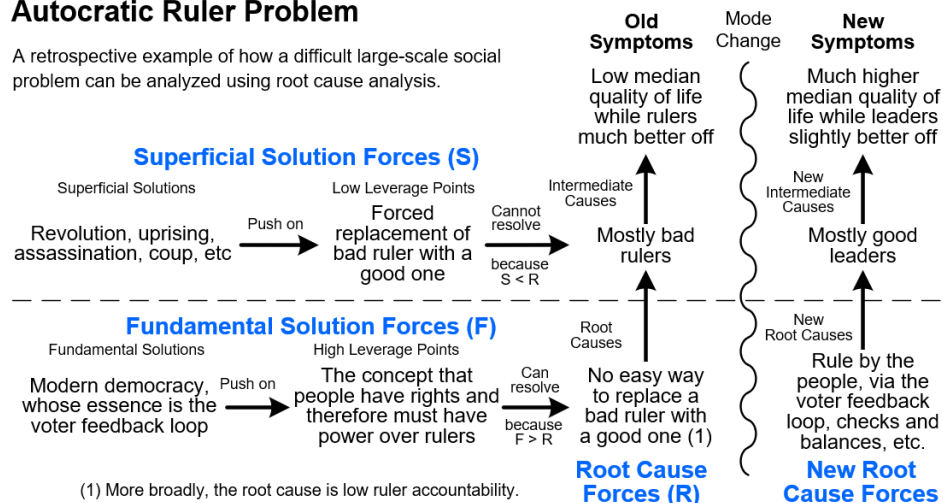 Autocratic Ruler Problem
A retrospective example of how a difficult large-scale social
problem can be analyzed using root cause analysis.
Old
Symptoms
Mode
Change
New
Symptoms
Low median
quality of life
while rulers
much better off
Much higher
median quality of
life while leaders
slightly better off
Superficial Solution Forces (S)
Superficial Solutions
Revolution, uprising,
assassination, coup, etc
Push on
Low Leverage Points
Forced
replacement of
bad ruler with a
good one
Cannot
resolve
because
S < R
Intermediate
Causes
Mostly bad
rulers
New
Intermediate
Causes
Mostly good
leaders
Fundamental Solution Forces (F)
Fundamental Solutions
Modern democracy,
whose essence is the
voter feedback loop
Push on
High Leverage Points
The concept that
people have rights and
therefore must have
power over rulers
Can
resolve
because
F > R
Root
Causes
No easy way
to replace a
bad ruler with
a good one (1)
Root Cause
Forces (R)
New
Root Causes
Rule by the
people, via the
voter feedback
loop, checks and
balances, etc.
New Root
Cause Forces
(1) More broadly, the root cause is low ruler accountability.